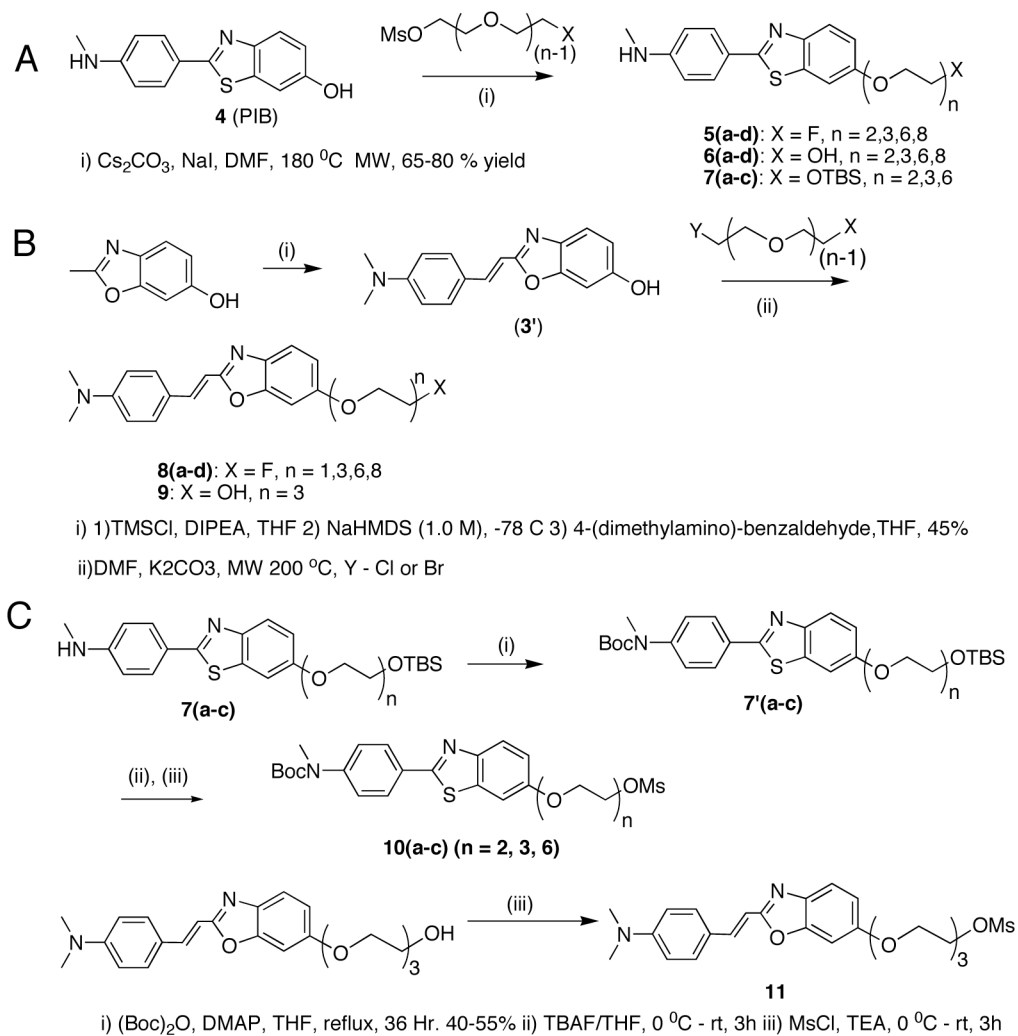 A
HN
N
S
OH
4 (PIB)
MsO
O
X
(n-1)
(i)
HN
N
S
O
X
n
5(a-d): X = F, n = 2,3,6,8
6(a-d): X = OH, n = 2,3,6,8
7(a-c): X = OTBS, n = 2,3,6
i) Cs2CO3, NaI, DMF, 180 ⁰C MW, 65-80 % yield
B
N
O
OH
(i)
N
N
O
OH
(3')
Y
O
X
(n-1)
(ii)
N
N
O
O
n
X
8(a-d): X = F, n = 1,3,6,8
9: X = OH, n = 3
i) 1)TMSCl, DIPEA, THF 2) NaHMDS (1.0 M), -78 C 3) 4-(dimethylamino)-benzaldehyde,THF, 45%
ii)DMF, K2CO3, MW 200 ⁰C, Y - Cl or Br
C
HN
N
S
O
OTBS
n
7(a-c)
(i)
BocN
N
S
O
OTBS
n
7'(a-c)
(ii), (iii)
BocN
N
S
O
OMs
n
10(a-c) (n = 2, 3, 6)
N
N
O
O
OH
3
(iii)
N
N
O
O
OMs
3
11
i) (Boc)2O, DMAP, THF, reflux, 36 Hr. 40-55% ii) TBAF/THF, 0 ⁰C - rt, 3h iii) MsCl, TEA, 0 ⁰C - rt, 3h